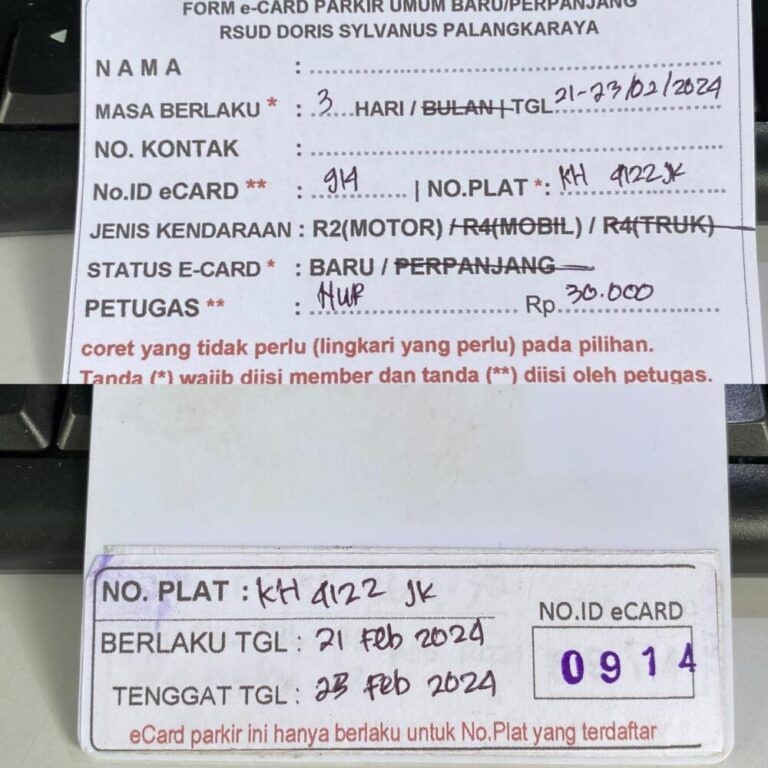 FORM e-CARD PARKIR UMUM BARU/PERPANJANG
RSUD DORIS SYLVANUS PALANGKARAYA
NAMA :
MASA BERLAKU * : 3 HARI / BULAN | TGL 21-23/02/2024
NO. KONTAK :
No.ID eCARD ** : 914 | NO.PLAT *: KH 4122 JK
JENIS KENDARAAN : R2(MOTOR) / R4(MOBIL) / R4(TRUK)
STATUS E-CARD * : BARU / PERPANJANG
PETUGAS ** : NUR Rp 30.000
coret yang tidak perlu (lingkari yang perlu) pada pilihan.
Tanda (*) wajib diisi member dan tanda (**) diisi oleh petugas.
NO. PLAT : KH 4122 JK
BERLAKU TGL : 21 Feb 2024
TENGGAT TGL : 23 Feb 2024
NO.ID eCARD
0914
eCard parkir ini hanya berlaku untuk No.Plat yang terdaftar